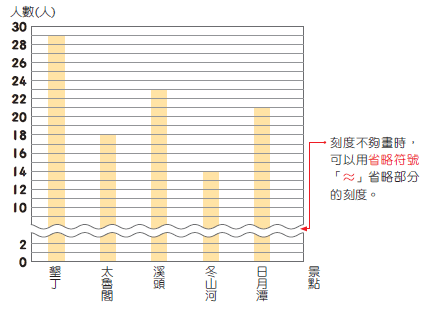 人數(人)
30
28
26
24
22
20
18
16
14
12
10
2
0
墾丁
太魯閣
溪頭
冬山河
日月潭
景點
刻度不夠畫時，
可以用省略符號
「≈」省略部分
的刻度。